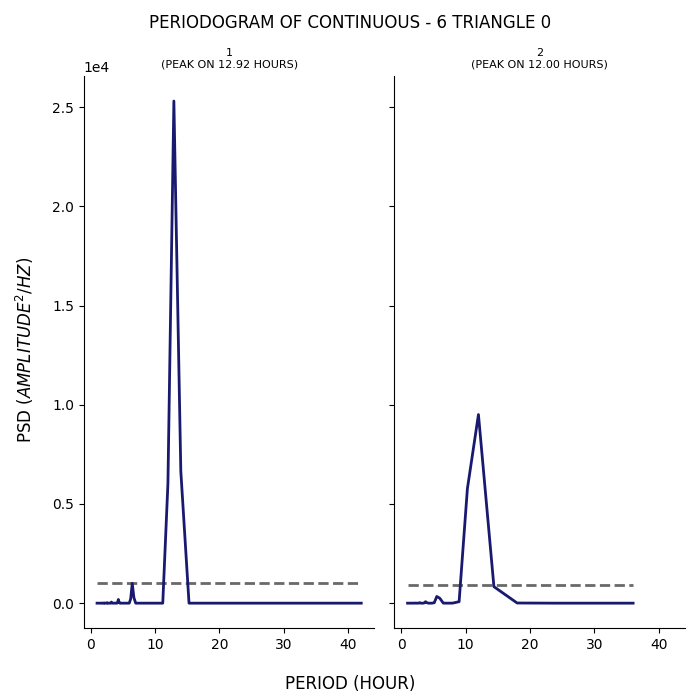 PERIODOGRAM OF CONTINUOUS - 6 TRIANGLE 0
1
(PEAK ON 12.92 HOURS)
2
(PEAK ON 12.00 HOURS)
1e4
2.5
2.0
1.5
1.0
0.5
0.0
PSD (AMPLITUDE²/HZ)
0 10 20 30 40
0 10 20 30 40
PERIOD (HOUR)